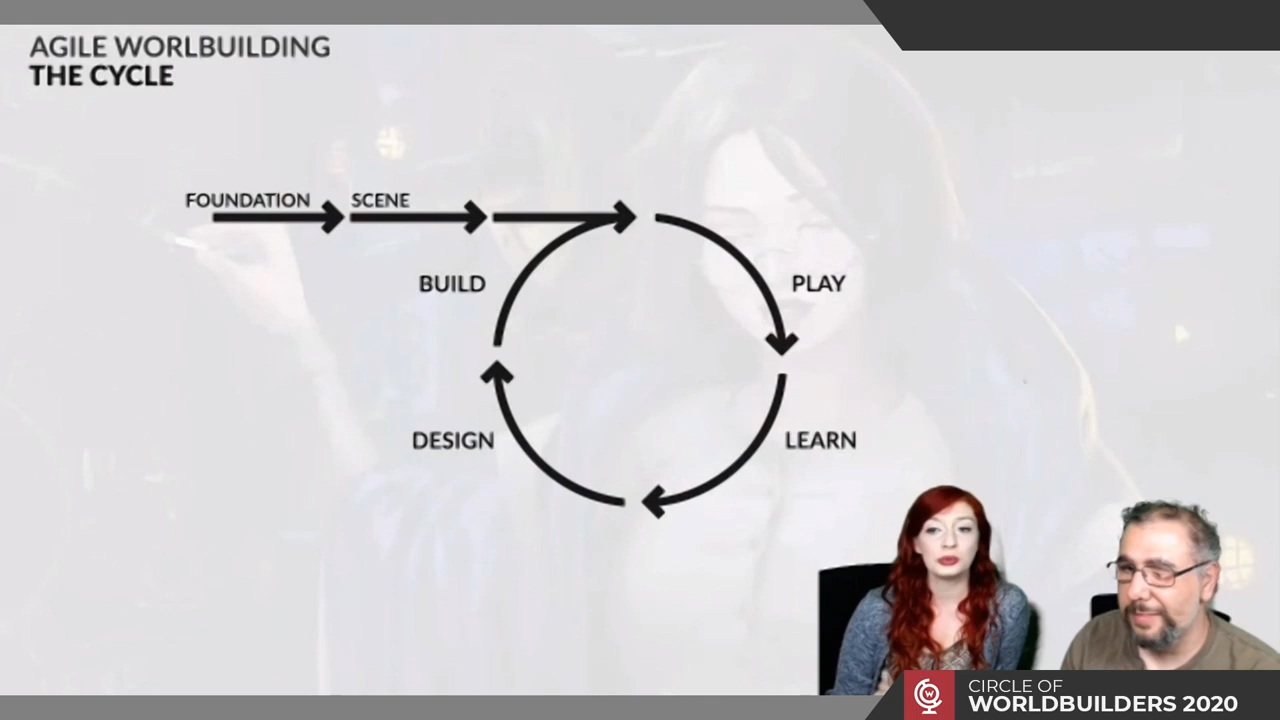 AGILE WORLBUILDING
THE CYCLE
FOUNDATION
SCENE
BUILD
PLAY
DESIGN
LEARN
W
CIRCLE OF
WORLDBUILDERS 2020